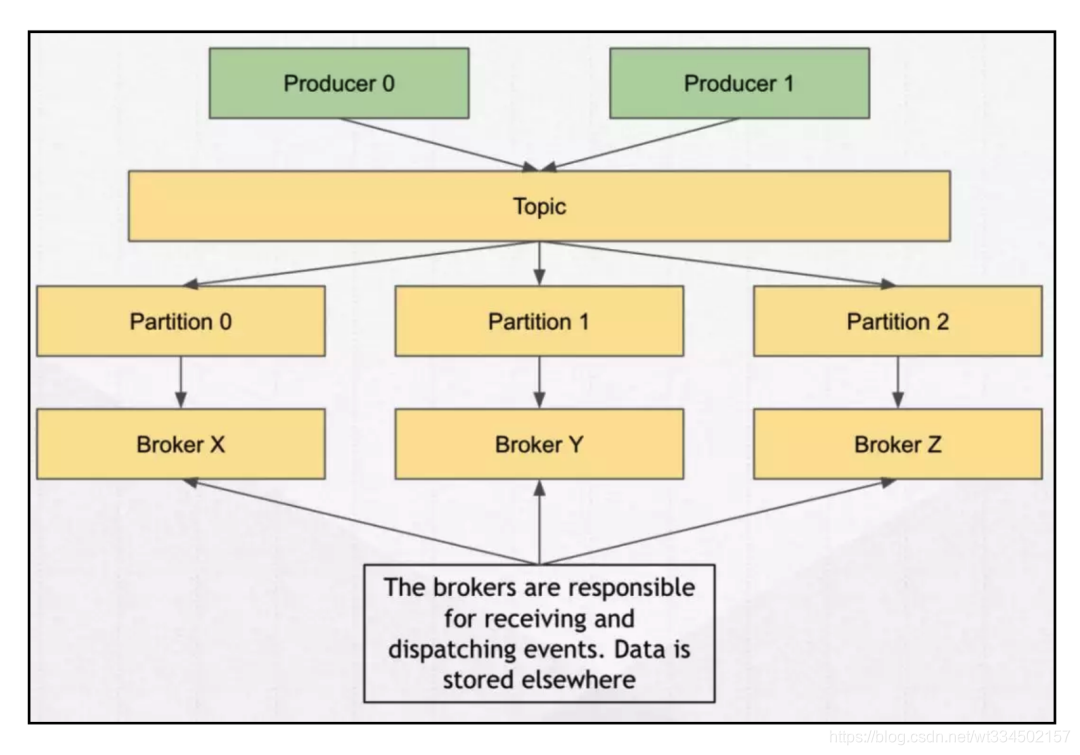 Producer 0
Producer 1
Topic
Partition 0
Partition 1
Partition 2
Broker X
Broker Y
Broker Z
The brokers are responsible
for receiving and
dispatching events. Data is
stored elsewhere
https://blog.csdn.net/wt334502157